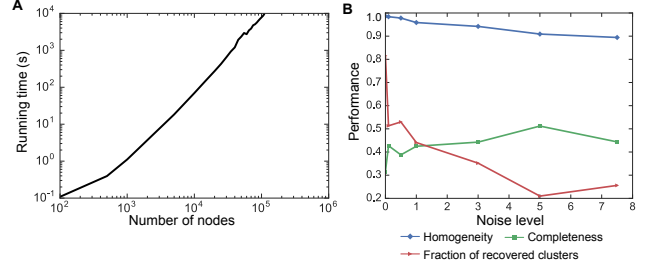 A
Running time (s)
10^4
10^3
10^2
10^1
10^0
10^-1
10^2
10^3
10^4
10^5
10^6
Number of nodes
B
Performance
1.0
0.9
0.8
0.7
0.6
0.5
0.4
0.3
0.2
0 1 2 3 4 5 6 7 8
Noise level
Homogeneity Completeness
Fraction of recovered clusters